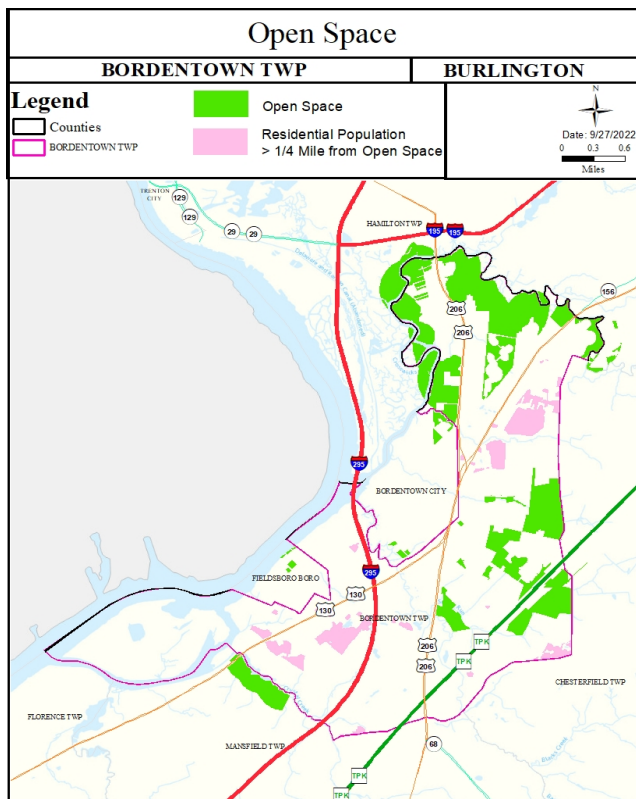 Open Space
BORDENTOWN TWP
BURLINGTON
Legend
Counties
BORDENTOWN TWP
Open Space
Residential Population
> 1/4 Mile from Open Space
N
Date: 9/27/2022
0 0.3 0.6
Miles
TRENTON
CITY
129
129
29
29
HAMILTON TWP
195
195
156
206
206
295
BORDENTOWN CITY
FIELDSBORO BORO
295
130
130
BORDENTOWN TWP
TPK
TPK
206
206
CHESTERFIELD TWP
FLORENCE TWP
MANSFIELD TWP
68
TPK
TPK